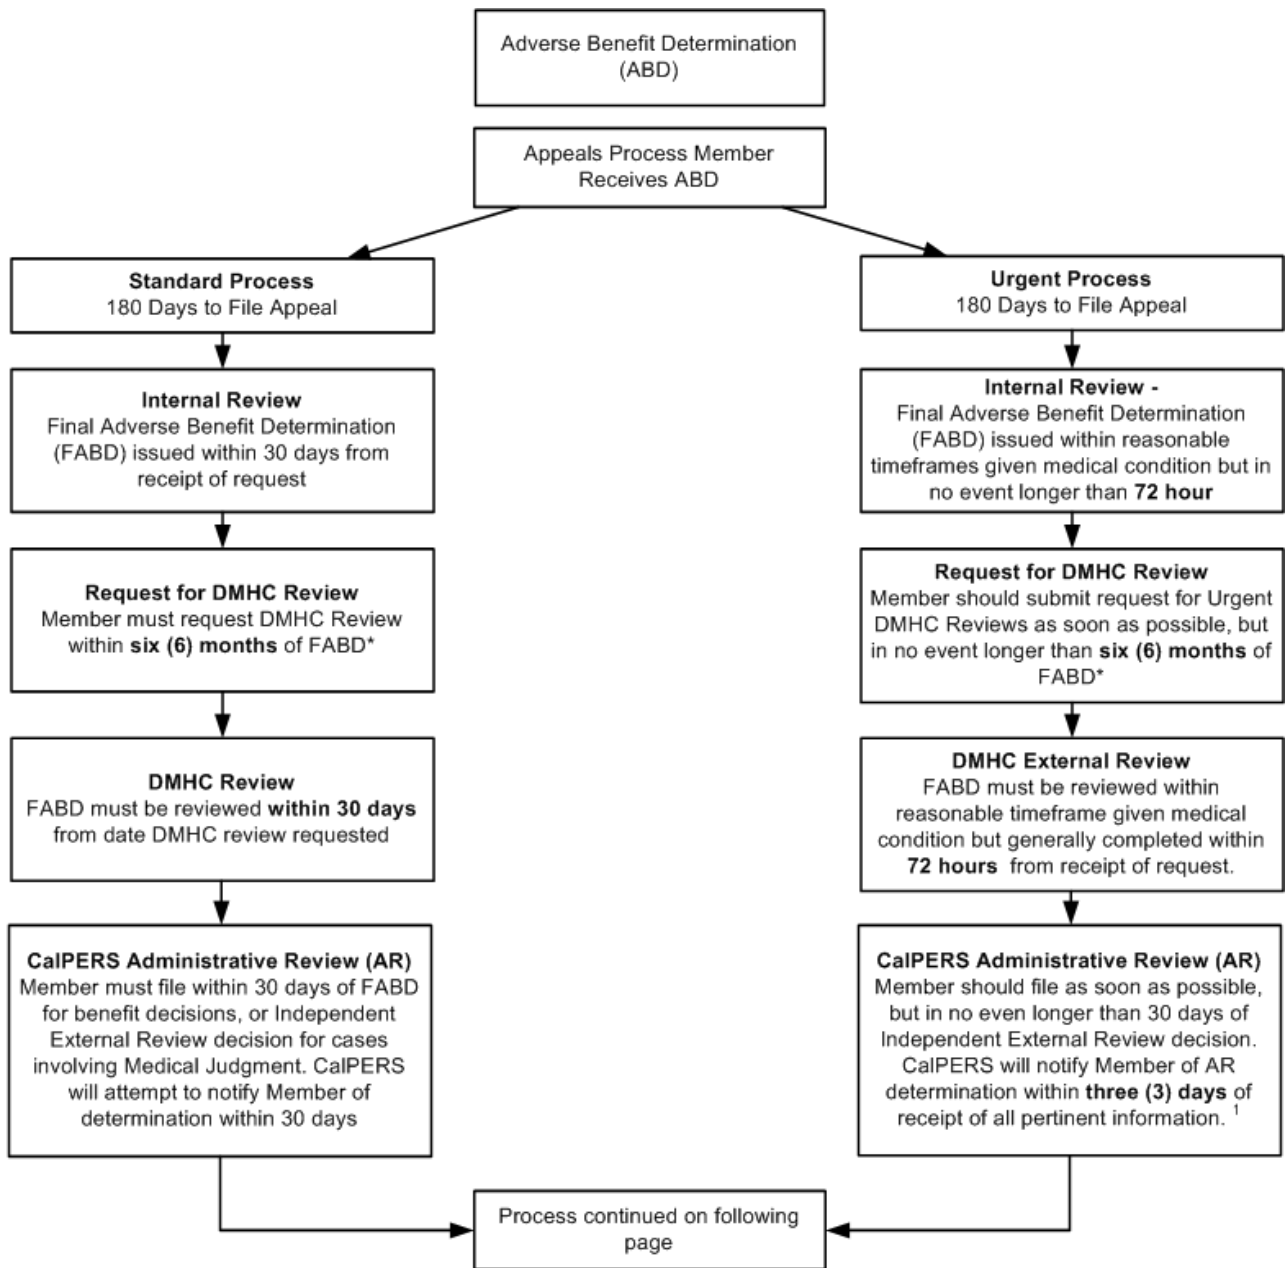 Adverse Benefit Determination
(ABD)
Appeals Process Member
Receives ABD
Standard Process
180 Days to File Appeal
Internal Review
Final Adverse Benefit Determination
(FABD) issued within 30 days from
receipt of request
Request for DMHC Review
Member must request DMHC Review
within six (6) months of FABD*
DMHC Review
FABD must be reviewed within 30 days
from date DMHC review requested
CalPERS Administrative Review (AR)
Member must file within 30 days of FABD
for benefit decisions, or Independent
External Review decision for cases
involving Medical Judgment. CalPERS
will attempt to notify Member of
determination within 30 days
Urgent Process
180 Days to File Appeal
Internal Review -
Final Adverse Benefit Determination
(FABD) issued within reasonable
timeframes given medical condition but in
no event longer than 72 hour
Request for DMHC Review
Member should submit request for Urgent
DMHC Reviews as soon as possible, but
in no event longer than six (6) months of
FABD*
DMHC External Review
FABD must be reviewed within
reasonable timeframe given medical
condition but generally completed within
72 hours from receipt of request.
CalPERS Administrative Review (AR)
Member should file as soon as possible,
but in no even longer than 30 days of
Independent External Review decision.
CalPERS will notify Member of AR
determination within three (3) days of
receipt of all pertinent information. 1
Process continued on following
page